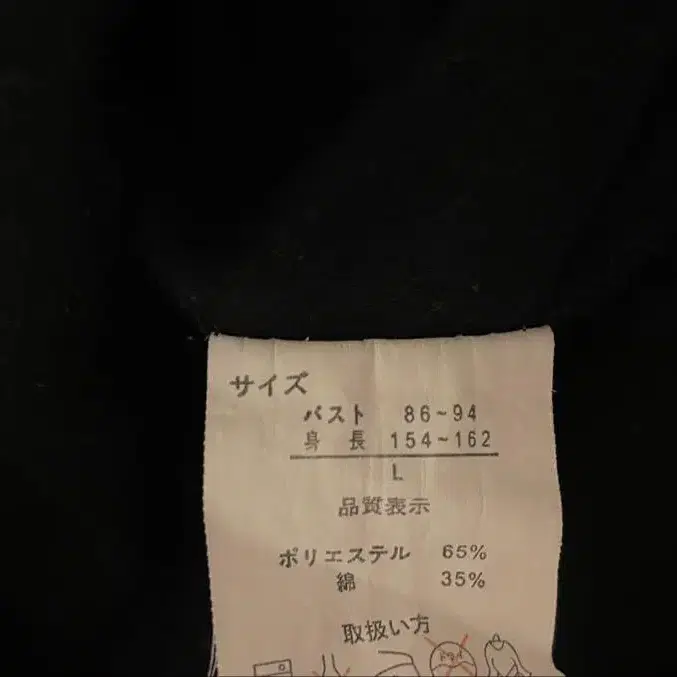 サイズ
バスト 86~94
身長 154~162
L
品質表示
ポリエステル 65%
綿 35%
取扱い方